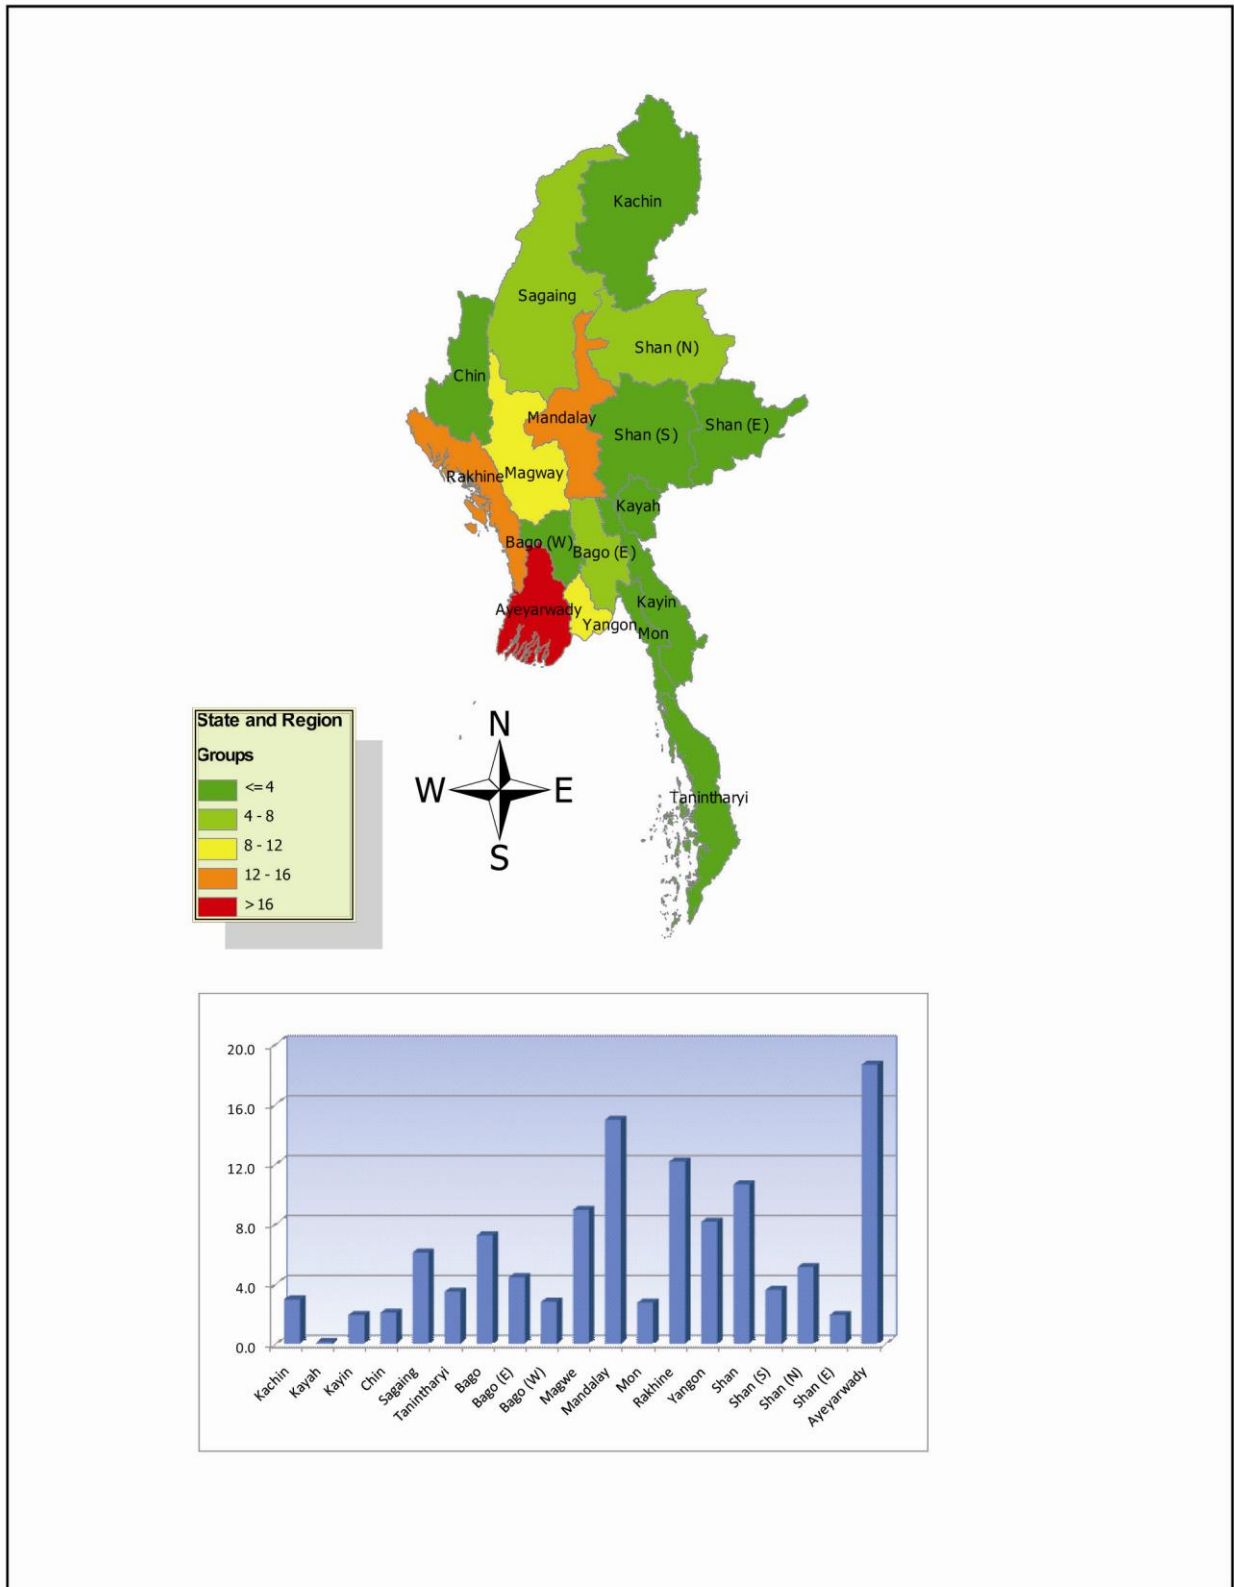 Kachin
Sagaing
Shan (N)
Chin
Mandalay
Shan (E)
Shan (S)
Rakhine
Magway
Kayah
Bago (W)
Bago (E)
Kayin
Ayeyarwady
Yangon
Mon
Tanintharyi
State and Region
Groups
<= 4
4 - 8
8 - 12
12 - 16
> 16
N
W
E
S
20.0
16.0
12.0
8.0
4.0
0.0
Kachin
Kayah
Kayin
Chin
Sagaing
Tanintharyi
Bago
Bago (E)
Bago (W)
Magwe
Mandalay
Mon
Rakhine
Yangon
Shan
Shan (S)
Shan (N)
Shan (E)
Ayeyarwady